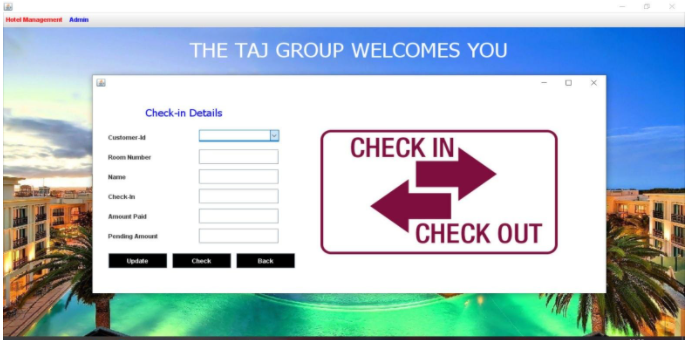 Hotel Management Admin
THE TAJ GROUP WELCOMES YOU
Check-in Details
Customer-Id
Room Number
Name
Check-In
Amount Paid
Pending Amount
Update Check Back
CHECK IN
CHECK OUT